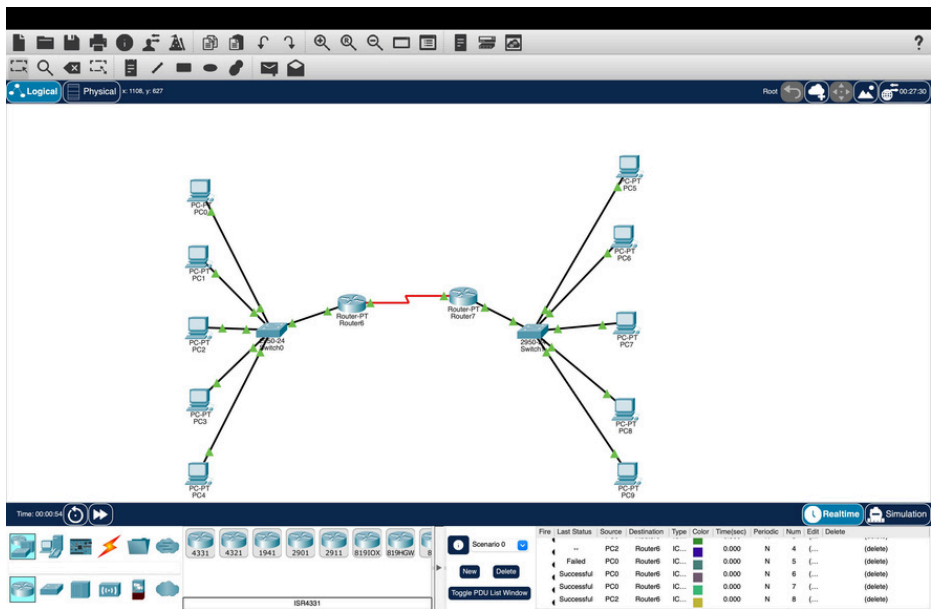 ?
Logical
Physical
x: 1108, y: 627
Root
00:27:30
PC-PT
PC0
PC-PT
PC1
PC-PT
PC2
PC-PT
PC3
PC-PT
PC4
Switch0
Router-PT
Router6
Router-PT
Router7
Switch
PC-PT
PC5
PC-PT
PC6
PC-PT
PC7
PC-PT
PC8
PC-PT
PC9
Time: 00:00:54
Realtime
Simulation
4331 4321 1941 2901 2911 819IOX 819HGW 8
ISR4331
Scenario 0
New
Delete
Toggle PDU List Window
Fire Last Status Source Destination Type Color Time(sec) Periodic Num Edit Delete
-- PC2 Router6 IC... 0.000 N 4 (... (delete)
Failed PC0 Router6 IC... 0.000 N 5 (... (delete)
Successful PC0 Router6 IC... 0.000 N 6 (... (delete)
Successful PC0 Router6 IC... 0.000 N 7 (... (delete)
Successful PC2 Router6 IC... 0.000 N 8 (... (delete)